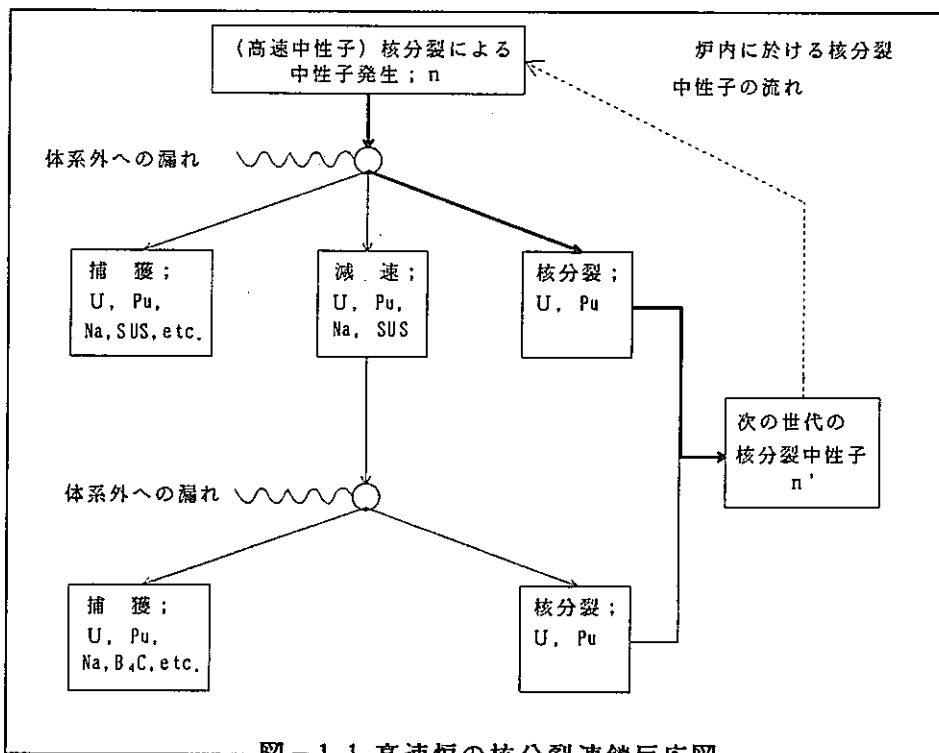 (高速中性子) 核分裂による
中性子発生；n
炉内に於ける核分裂
中性子の流れ
体系外への漏れ
捕 獲；
U, Pu,
Na,SUS,etc.
減 速；
U, Pu,
Na, SUS
核分裂；
U, Pu
次の世代の
核分裂中性子
n'
体系外への漏れ
捕 獲；
U, Pu,
Na,B₄C,etc.
核分裂；
U, Pu
図-1.1 高速炉の核分裂連鎖反応図